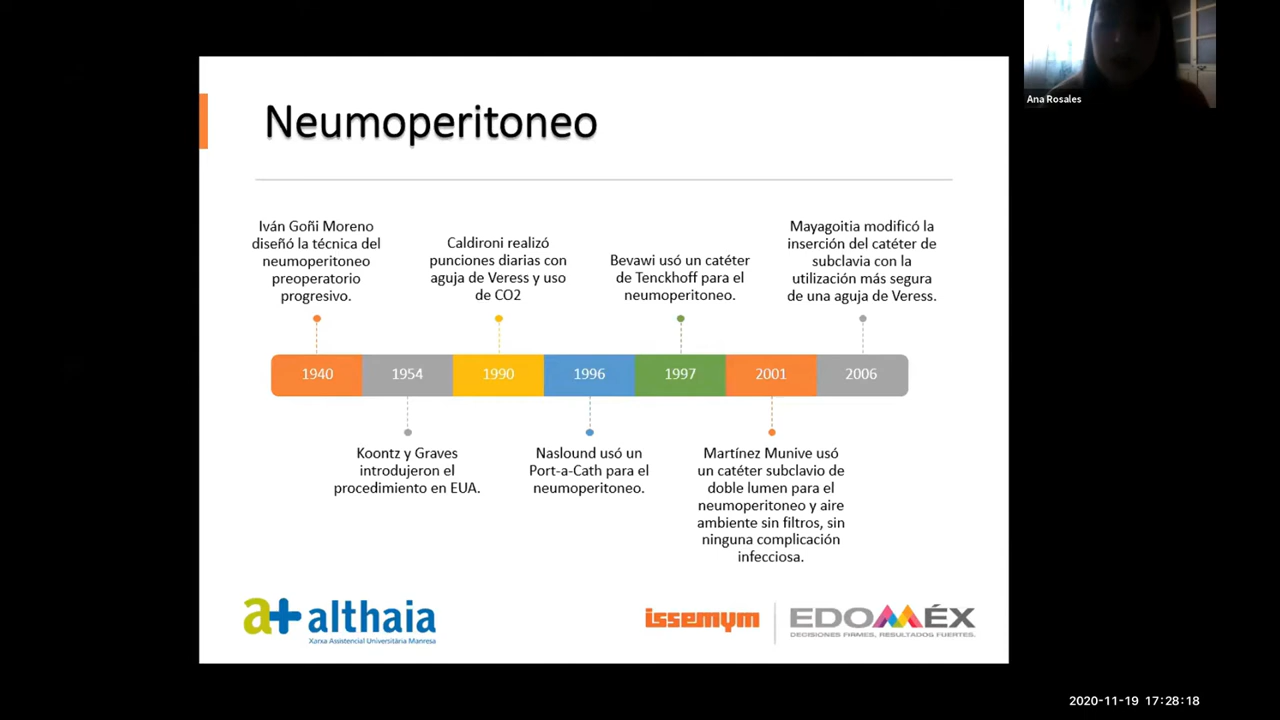 Ana Rosales
Neumoperitoneo
Iván Goñi Moreno
diseñó la técnica del
neumoperitoneo
preoperatorio
progresivo.
Caldironi realizó
punciones diarias con
aguja de Veress y uso
de CO2
Bevawi usó un catéter
de Tenckhoff para el
neumoperitoneo.
Mayagoitia modificó la
inserción del catéter de
subclavia con la
utilización más segura
de una aguja de Veress.
1940
1954
1990
1996
1997
2001
2006
Koontz y Graves
introdujeron el
procedimiento en EUA.
Naslound usó un
Port-a-Cath para el
neumoperitoneo.
Martínez Munive usó
un catéter subclavio de
doble lumen para el
neumoperitoneo y aire
ambiente sin filtros, sin
ninguna complicación
infecciosa.
a+ althaia
Xarxa Assistencial Universitària Manresa
issemym
EDOMÉX
DECISIONES FIRMES, RESULTADOS FUERTES.
2020-11-19 17:28:18